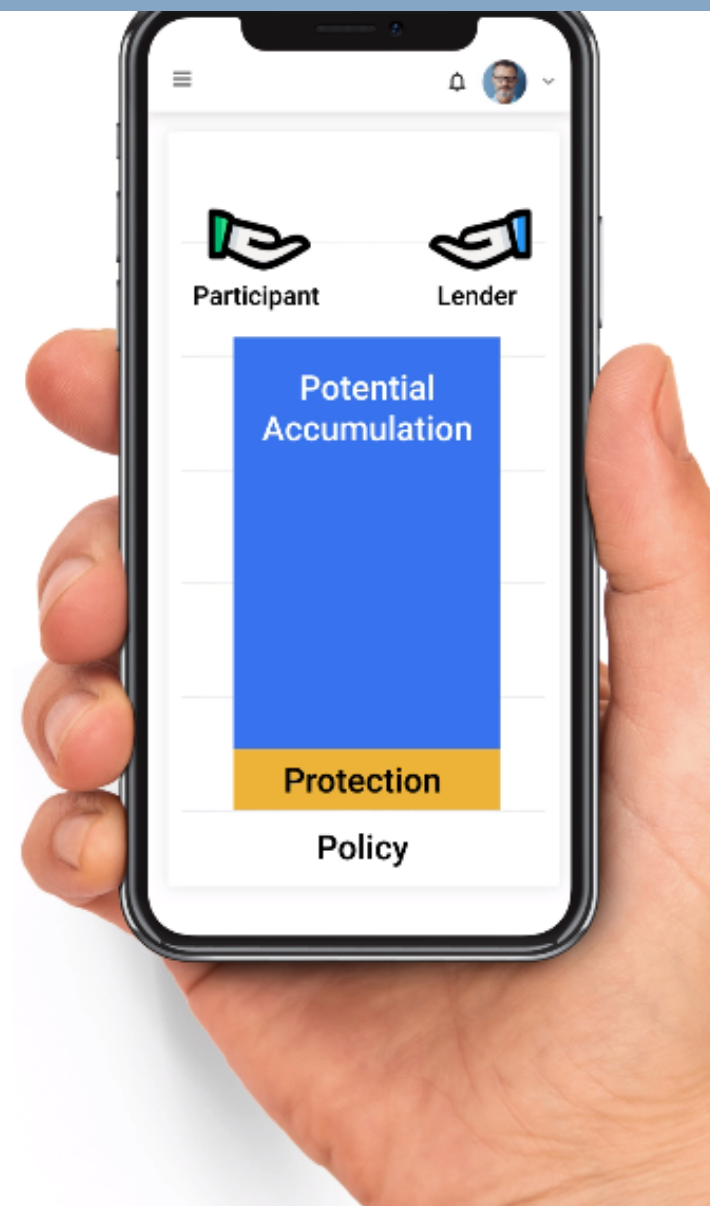 Participant
Lender
Potential
Accumulation
Protection
Policy